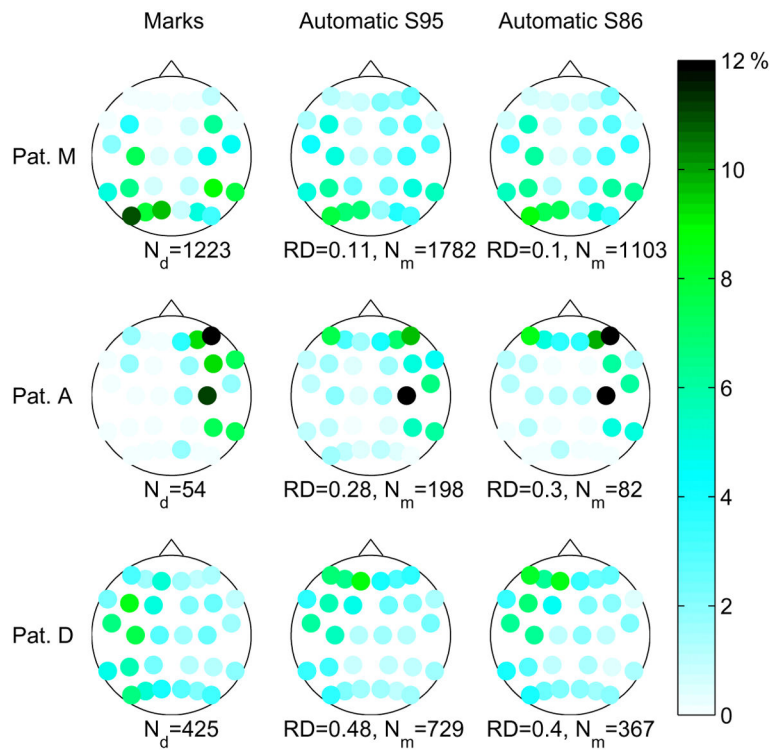 Marks Automatic S95 Automatic S86
12 %
Pat. M
10
N_d=1223 RD=0.11, N_m=1782 RD=0.1, N_m=1103
8
6
Pat. A
4
N_d=54 RD=0.28, N_m=198 RD=0.3, N_m=82
2
Pat. D
0
N_d=425 RD=0.48, N_m=729 RD=0.4, N_m=367